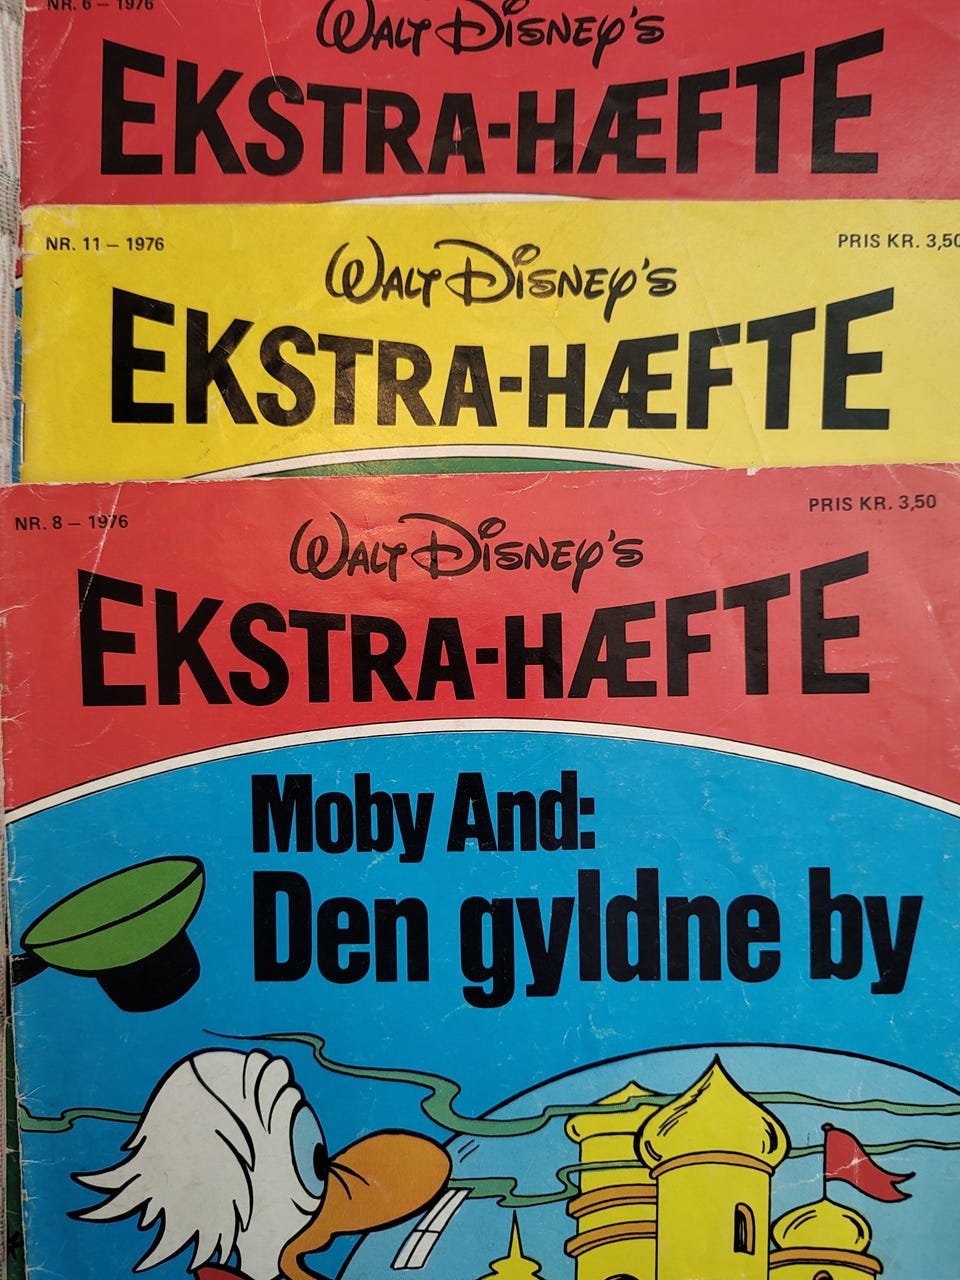 NR. 6 – 1976
WALT DISNEY'S
EKSTRA-HÆFTE
NR. 11 – 1976
PRIS KR. 3,50
WALT DISNEY'S
EKSTRA-HÆFTE
NR. 8 – 1976
PRIS KR. 3,50
WALT DISNEY'S
EKSTRA-HÆFTE
Moby And:
Den gyldne by